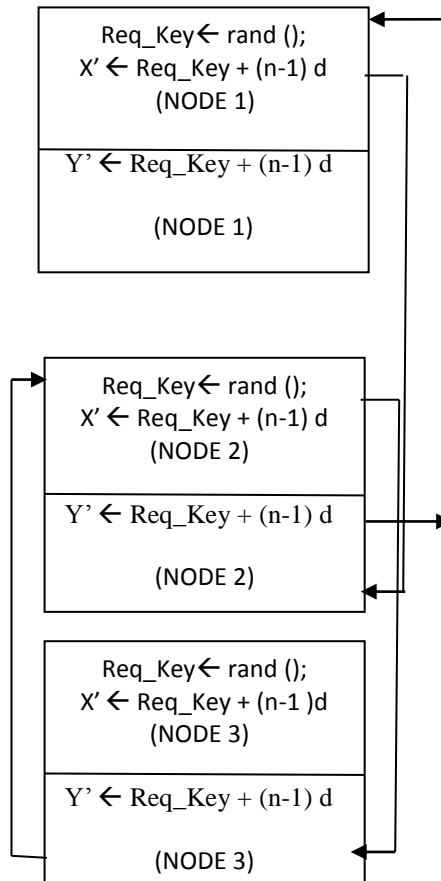 Req_Key← rand ();
X’ ← Req_Key + (n-1) d
(NODE 1)
Y’ ← Req_Key + (n-1) d
(NODE 1)
Req_Key← rand ();
X’ ← Req_Key + (n-1) d
(NODE 2)
Y’ ← Req_Key + (n-1) d
(NODE 2)
Req_Key← rand ();
X’ ← Req_Key + (n-1 )d
(NODE 3)
Y’ ← Req_Key + (n-1) d
(NODE 3)